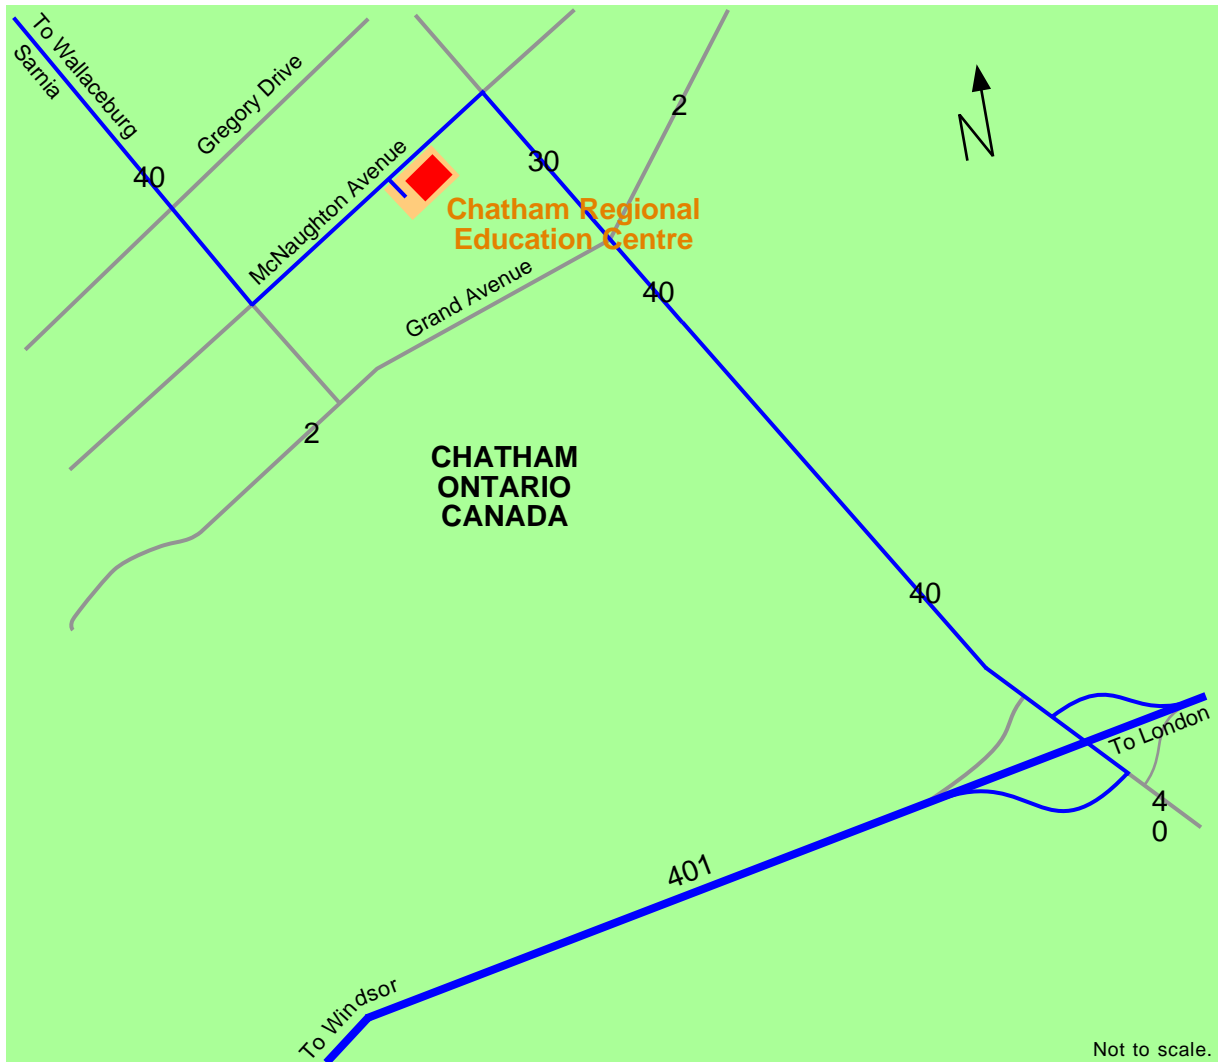 To Wallaceburg
Sarnia
Gregory Drive
2
40
McNaughton Avenue
30
Chatham Regional
Education Centre
Grand Avenue
40
2
CHATHAM
ONTARIO
CANADA
40
To London
4
0
401
To Windsor
Not to scale.
N